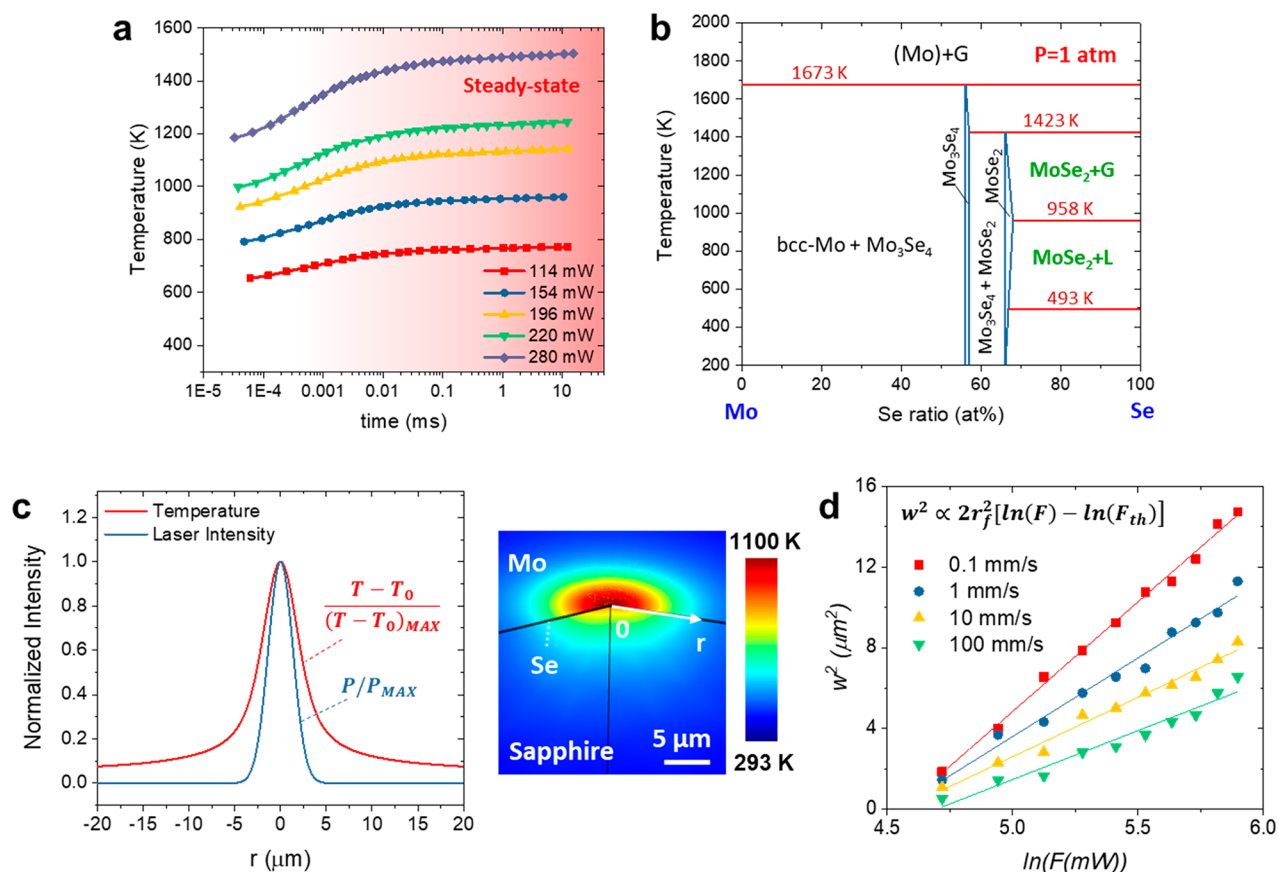 a
1600
1400
1200
1000
800
600
400
Temperature (K)
Steady-state
114 mW
154 mW
196 mW
220 mW
280 mW
1E-5
1E-4
0.001
0.01
0.1
1
10
time (ms)
b
2000
1800
1600
1400
1200
1000
800
600
400
200
Temperature (K)
(Mo)+G
P=1 atm
1673 K
1423 K
Mo₃Se₄
MoSe₂
MoSe₂+G
958 K
bcc-Mo + Mo₃Se₄
Mo₃Se₄ + MoSe₂
MoSe₂+L
493 K
0
20
40
60
80
100
Mo
Se ratio (at%)
Se
c
1.2
1.0
0.8
0.6
0.4
0.2
0.0
Normalized Intensity
Temperature
Laser Intensity
T − T₀
(T − T₀)MAX
P/PMAX
-20
-15
-10
-5
0
5
10
15
20
r (μm)
Mo
0
r
Se
Sapphire
5 μm
1100 K
293 K
d
16
12
8
4
0
w² (μm²)
w² ∝ 2r_f²[ln(F) − ln(F_th)]
0.1 mm/s
1 mm/s
10 mm/s
100 mm/s
4.5
5.0
5.5
6.0
ln(F(mW))